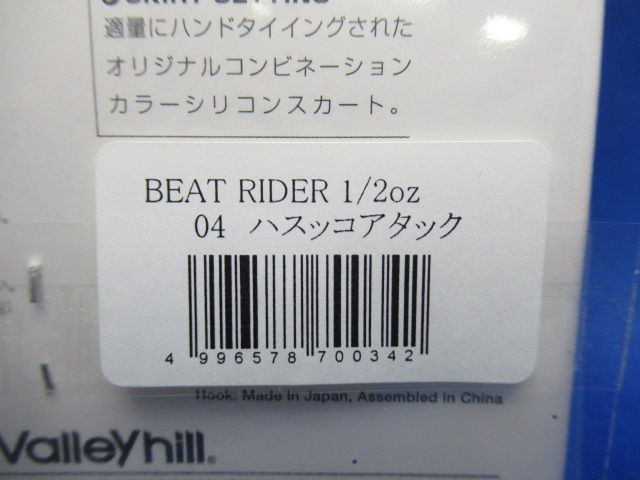 適量にハンドタイイングされた
オリジナルコンビネーション
カラーシリコンスカート。
BEAT RIDER 1/2oz
04 ハスッコアタック
4 996578 700342
Hook: Made in Japan, Assembled in China
Valleyhill®